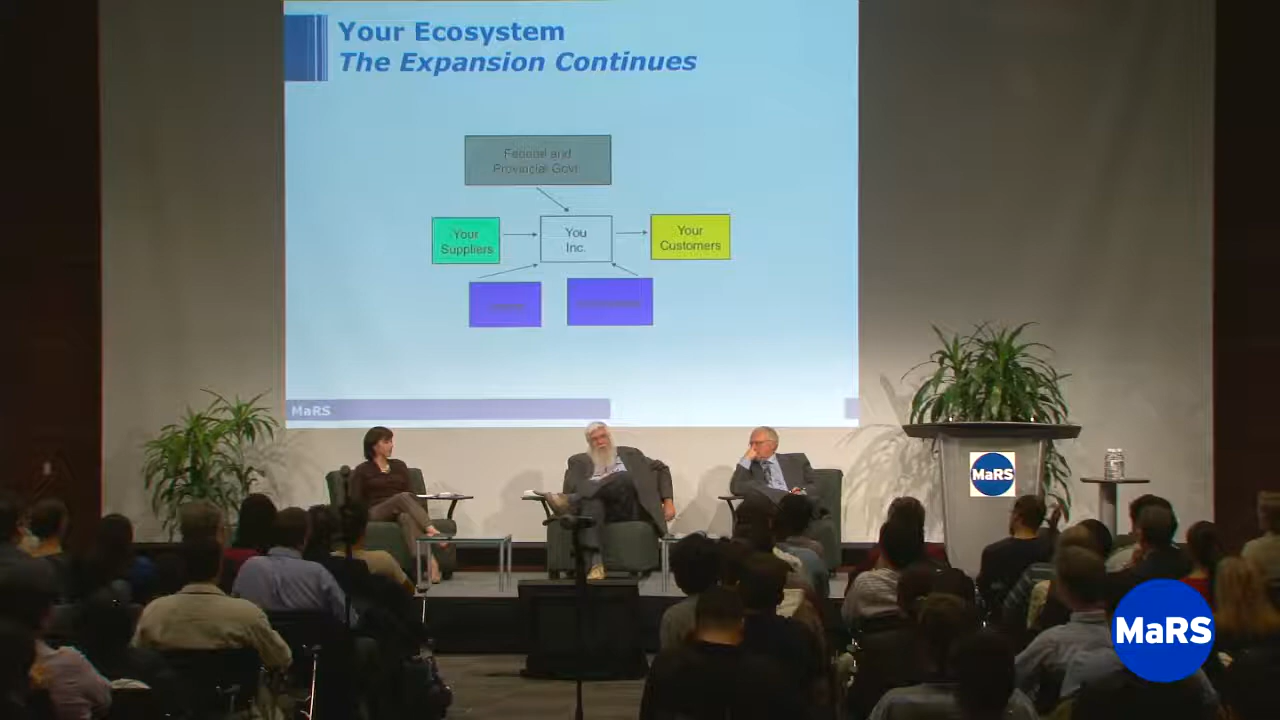 Your Ecosystem
The Expansion Continues
Federal and
Provincial Govt.
Your
Suppliers
You
Inc.
Your
Customers
MaRS
MaRS
MaRS